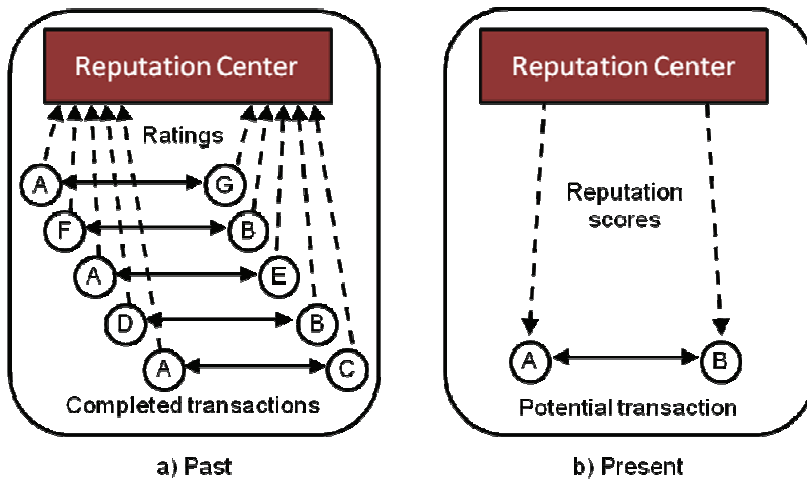 Reputation Center
Ratings
A
G
F
B
A
E
D
B
A
C
Completed transactions
a) Past
Reputation Center
Reputation
scores
A
B
Potential transaction
b) Present